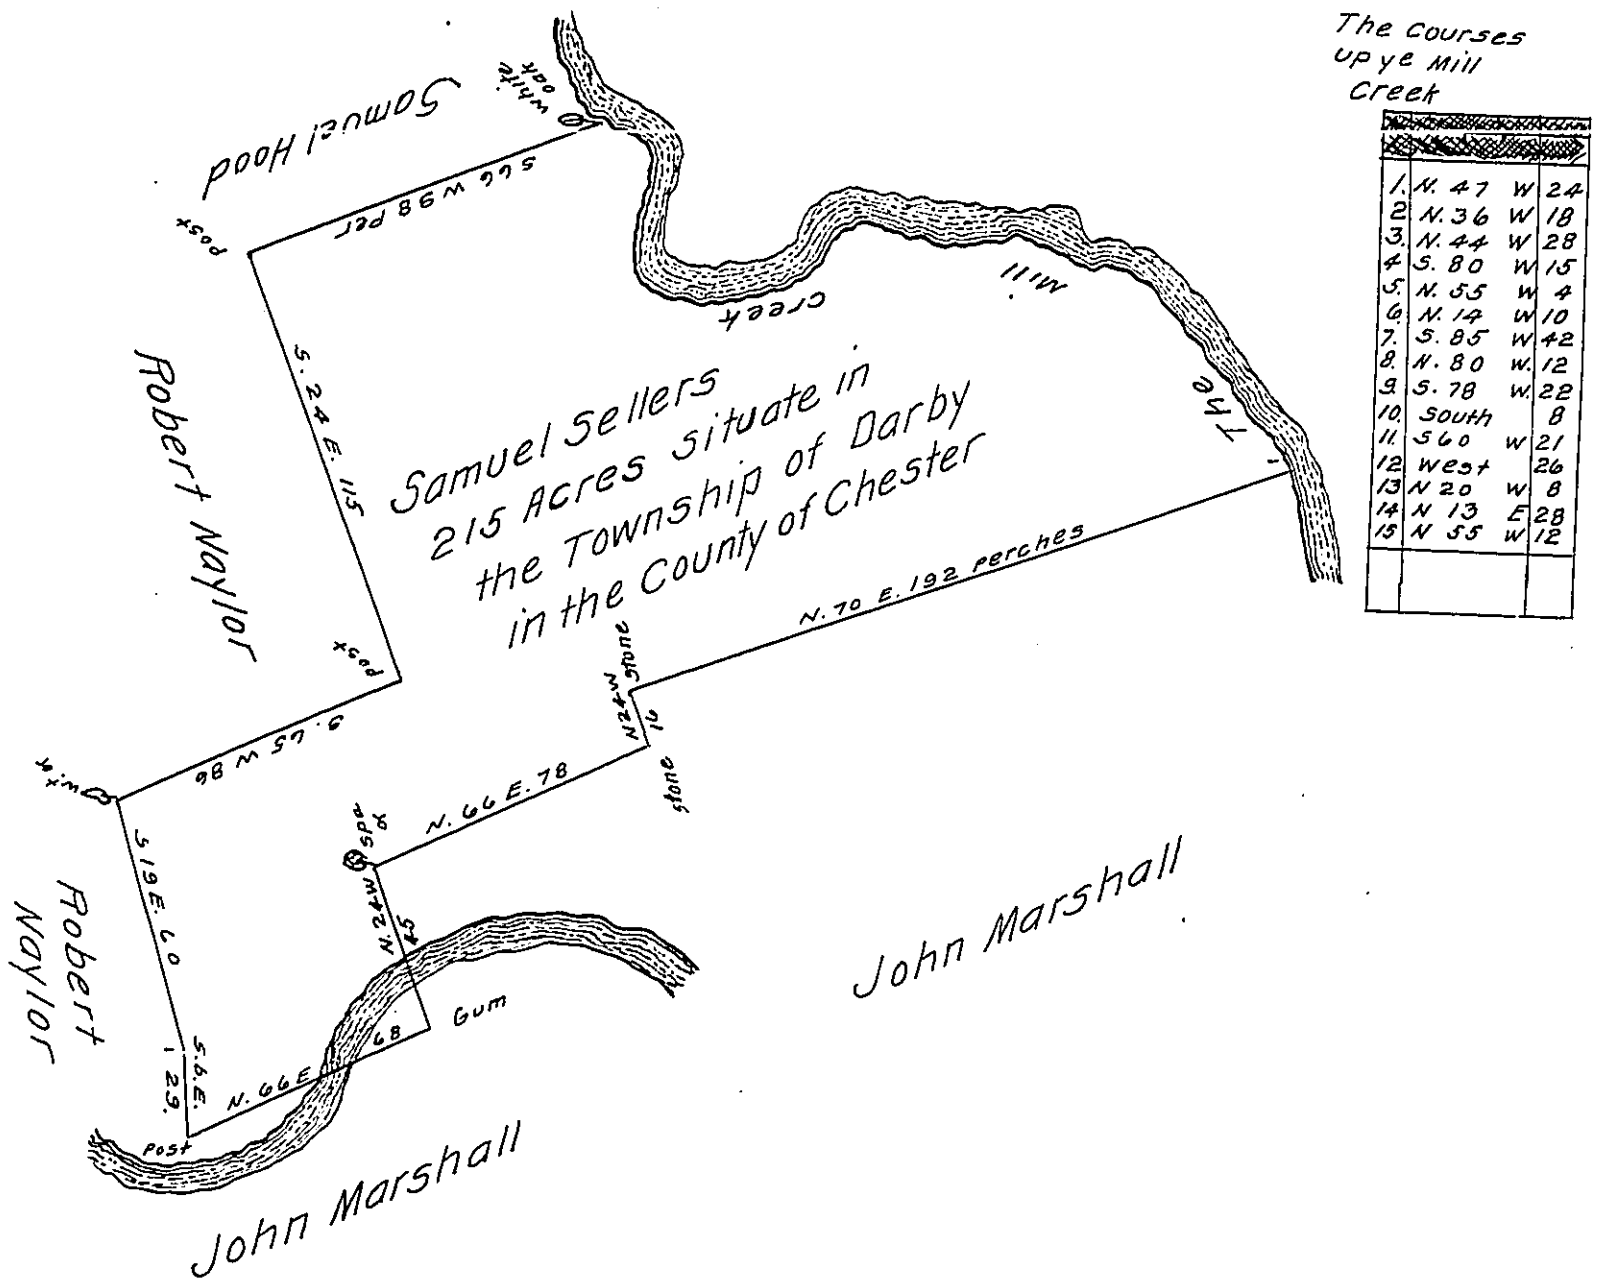 The Courses
up ye Mill
Creek
1. N. 47 W 24
2. N. 36 W 18
3. N. 44 W 28
4 S. 80 W 15
5. N. 55 W 4
6. N. 14 W 10
7. S. 85 W 42
8. N. 80 W. 12
9. S. 78 W. 22
10. South 8
11. S 60 W 21
12 West 26
13 N 20 W 8
14 N 13 E 28
15 N 55 W 12
white
oak
Samuel Hood
S 66 W 98 Per
post
Robert Naylor
S. 24 E. 115
The
Mill
Creek
Samuel Sellers
215 Acres Situate in
the Township of Darby
in the County of Chester
N. 70 E. 192 perches
1
stone
N 24 W
16
stone
post
S. 65 W 86
N. 66 E. 78
N. 24 W
45
S 19 E. 60
Robert
Naylor
S. 6. E.
29.
Gum
N. 66 E 68
Post
John Marshall
John Marshall